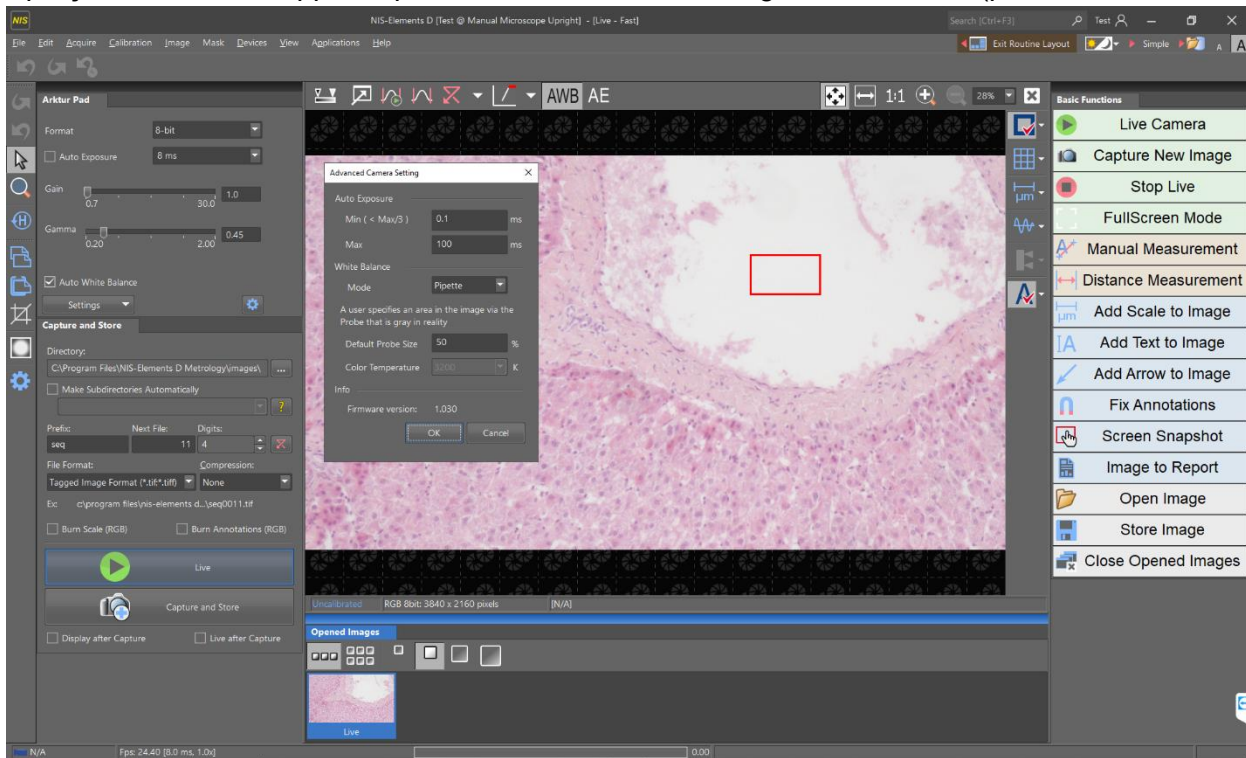 NIS
NIS-Elements D [Test @ Manual Microscope Upright] - [Live - Fast]
Search [Ctrl+F3]
Test
File Edit Acquire Calibration Image Mask Devices View Applications Help
Exit Routine Layout
Simple
A
A
Arktur Pad
Format 8-bit
Auto Exposure 8 ms
Gain 1.0
0.7 30.0
Gamma 0.45
0.20 2.00
Auto White Balance
Settings
Capture and Store
Directory:
C:\Program Files\NIS-Elements D Metrology\images\ ...
Make Subdirectories Automatically
?
Prefix: Next File: Digits:
seq 11 4
File Format: Compression:
Tagged Image Format (*.tif;*.tiff) None
Ex: c:\program files\nis-elements d...\seq0011.tif
Burn Scale (RGB) Burn Annotations (RGB)
Live
Capture and Store
Display after Capture Live after Capture
AWB AE
1:1
28%
Advanced Camera Setting
Auto Exposure
Min ( < Max/3 ) 0.1 ms
Max 100 ms
White Balance
Mode Pipette
A user specifies an area in the image via the
Probe that is gray in reality
Default Probe Size 50 %
Color Temperature 3200 K
Info
Firmware version: 1.030
OK Cancel
µm
Uncalibrated RGB 8bit: 3840 x 2160 pixels [N/A]
Opened Images
Live
Basic Functions
Live Camera
Capture New Image
Stop Live
FullScreen Mode
Manual Measurement
Distance Measurement
µm Add Scale to Image
IA Add Text to Image
Add Arrow to Image
Fix Annotations
Screen Snapshot
Image to Report
Open Image
Store Image
Close Opened Images
N/A Fps: 24.40 [8.0 ms, 1.0x] 0.00